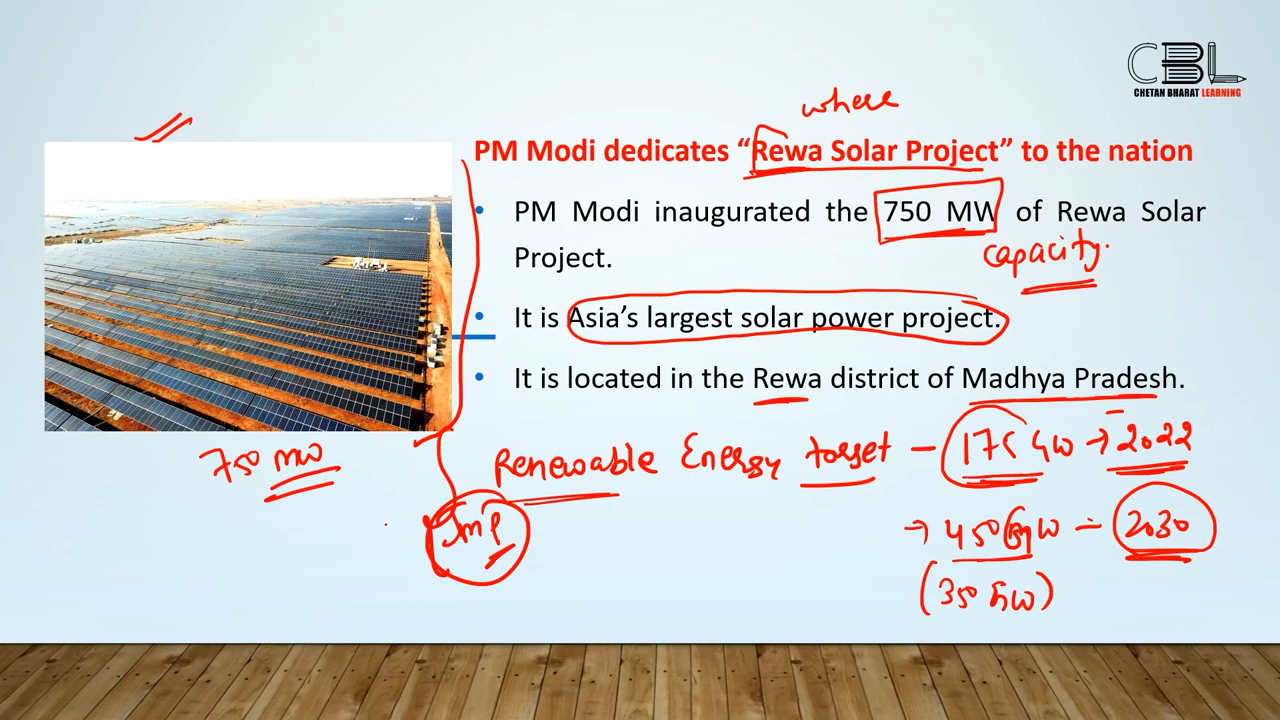 CBL
CHETAN BHARAT LEARNING
where
PM Modi dedicates “Rewa Solar Project” to the nation
• PM Modi inaugurated the 750 MW of Rewa Solar
Project.
capacity.
• It is Asia’s largest solar power project.
• It is located in the Rewa district of Madhya Pradesh.
750 MW
Renewable Energy target – 175 GW → 2022
MP
→ 450 GW – 2030
(350 GW)